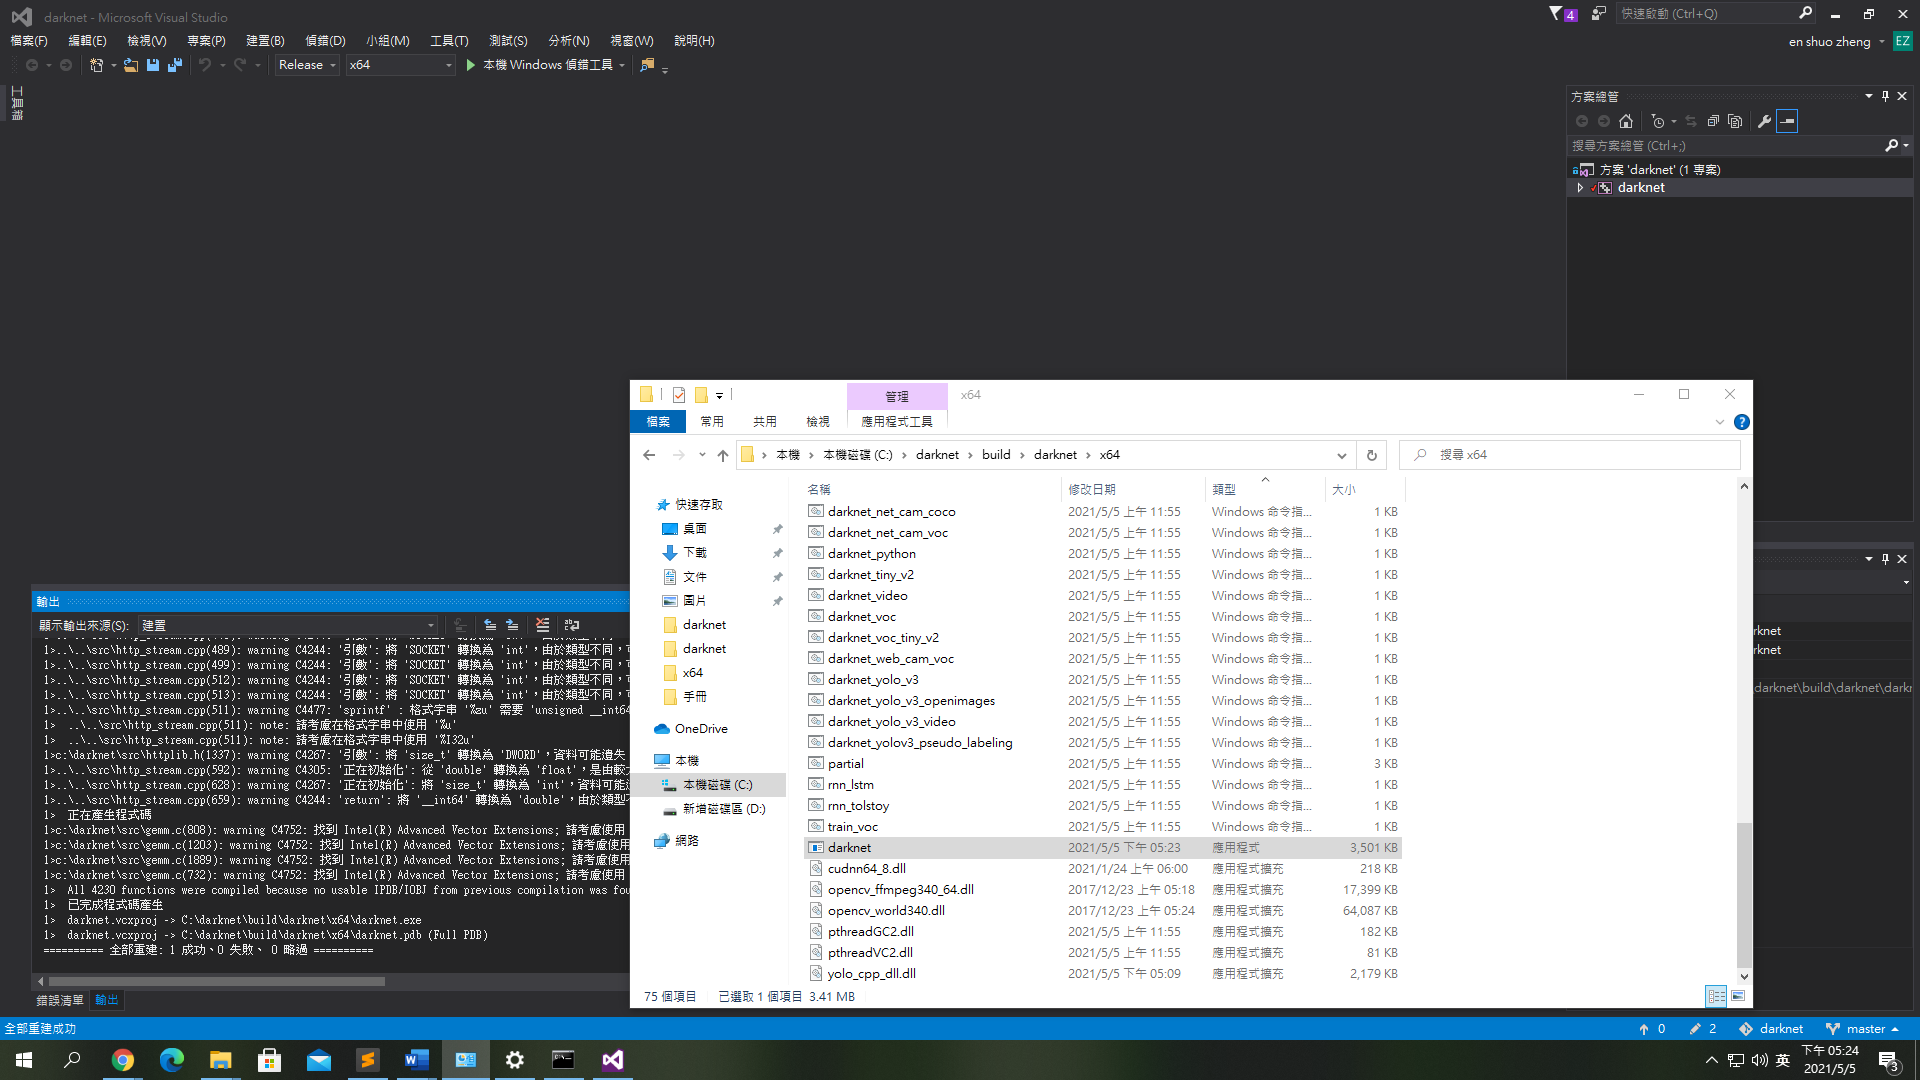 darknet - Microsoft Visual Studio
4
快速啟動 (Ctrl+Q)
檔案(F) 編輯(E) 檢視(V) 專案(P) 建置(B) 偵錯(D) 小組(M) 工具(T) 測試(S) 分析(N) 視窗(W) 說明(H)
en shuo zheng EZ
Release x64 本機 Windows 偵錯工具
工具箱
方案總管
搜尋方案總管 (Ctrl+;)
方案 'darknet' (1 專案)
darknet
管理 x64
檔案 常用 共用 檢視 應用程式工具
本機 本機磁碟 (C:) darknet build darknet x64
搜尋 x64
快速存取
桌面
下載
文件
圖片
darknet
darknet
x64
手冊
OneDrive
本機
本機磁碟 (C:)
新增磁碟區 (D:)
網路
名稱 修改日期 類型 大小
darknet_net_cam_coco 2021/5/5 上午 11:55 Windows 命令指... 1 KB
darknet_net_cam_voc 2021/5/5 上午 11:55 Windows 命令指... 1 KB
darknet_python 2021/5/5 上午 11:55 Windows 命令指... 1 KB
darknet_tiny_v2 2021/5/5 上午 11:55 Windows 命令指... 1 KB
darknet_video 2021/5/5 上午 11:55 Windows 命令指... 1 KB
darknet_voc 2021/5/5 上午 11:55 Windows 命令指... 1 KB
darknet_voc_tiny_v2 2021/5/5 上午 11:55 Windows 命令指... 1 KB
darknet_web_cam_voc 2021/5/5 上午 11:55 Windows 命令指... 1 KB
darknet_yolo_v3 2021/5/5 上午 11:55 Windows 命令指... 1 KB
darknet_yolo_v3_openimages 2021/5/5 上午 11:55 Windows 命令指... 1 KB
darknet_yolo_v3_video 2021/5/5 上午 11:55 Windows 命令指... 1 KB
darknet_yolov3_pseudo_labeling 2021/5/5 上午 11:55 Windows 命令指... 1 KB
partial 2021/5/5 上午 11:55 Windows 命令指... 3 KB
rnn_lstm 2021/5/5 上午 11:55 Windows 命令指... 1 KB
rnn_tolstoy 2021/5/5 上午 11:55 Windows 命令指... 1 KB
train_voc 2021/5/5 上午 11:55 Windows 命令指... 1 KB
darknet 2021/5/5 下午 05:23 應用程式 3,501 KB
cudnn64_8.dll 2021/1/24 上午 06:00 應用程式擴充 218 KB
opencv_ffmpeg340_64.dll 2017/12/23 上午 05:18 應用程式擴充 17,399 KB
opencv_world340.dll 2017/12/23 上午 05:24 應用程式擴充 64,087 KB
pthreadGC2.dll 2021/5/5 上午 11:55 應用程式擴充 182 KB
pthreadVC2.dll 2021/5/5 上午 11:55 應用程式擴充 81 KB
yolo_cpp_dll.dll 2021/5/5 下午 05:09 應用程式擴充 2,179 KB
75 個項目 已選取 1 個項目 3.41 MB
rknet
rknet
\darknet\build\darknet\darkn
輸出
顯示輸出來源(S): 建置
1>..\..\src\http_stream.cpp(489): warning C4244: '引數': 將 'SOCKET' 轉換為 'int'，由於類型不同，
1>..\..\src\http_stream.cpp(499): warning C4244: '引數': 將 'SOCKET' 轉換為 'int'，由於類型不同，
1>..\..\src\http_stream.cpp(512): warning C4244: '引數': 將 'SOCKET' 轉換為 'int'，由於類型不同，
1>..\..\src\http_stream.cpp(513): warning C4244: '引數': 將 'SOCKET' 轉換為 'int'，由於類型不同，
1>..\..\src\http_stream.cpp(511): warning C4477: 'sprintf' : 格式字串 '%zu' 需要 'unsigned __int64
1> ..\..\src\http_stream.cpp(511): note: 請考慮在格式字串中使用 '%u'
1> ..\..\src\http_stream.cpp(511): note: 請考慮在格式字串中使用 '%I32u'
1>c:\darknet\src\httplib.h(1337): warning C4267: '引數': 將 'size_t' 轉換為 'DWORD'，資料可能遺失
1>..\..\src\http_stream.cpp(592): warning C4305: '正在初始化': 從 'double' 轉換為 'float'，是由較
1>..\..\src\http_stream.cpp(628): warning C4267: '正在初始化': 將 'size_t' 轉換為 'int'，資料可能
1>..\..\src\http_stream.cpp(659): warning C4244: 'return': 將 '__int64' 轉換為 'double'，由於類型
1> 正在產生程式碼
1>c:\darknet\src\gemm.c(808): warning C4752: 找到 Intel(R) Advanced Vector Extensions; 請考慮使用
1>c:\darknet\src\gemm.c(1203): warning C4752: 找到 Intel(R) Advanced Vector Extensions; 請考慮使用
1>c:\darknet\src\gemm.c(1889): warning C4752: 找到 Intel(R) Advanced Vector Extensions; 請考慮使用
1>c:\darknet\src\gemm.c(732): warning C4752: 找到 Intel(R) Advanced Vector Extensions; 請考慮使用
1> All 4230 functions were compiled because no usable IPDB/IOBJ from previous compilation was fou
1> 已完成程式碼產生
1> darknet.vcxproj -> C:\darknet\build\darknet\x64\darknet.exe
1> darknet.vcxproj -> C:\darknet\build\darknet\x64\darknet.pdb (Full PDB)
========== 全部重建: 1 成功、0 失敗、 0 略過 ==========
錯誤清單 輸出
全部重建成功 0 2 darknet master
英 下午 05:24
2021/5/5
3